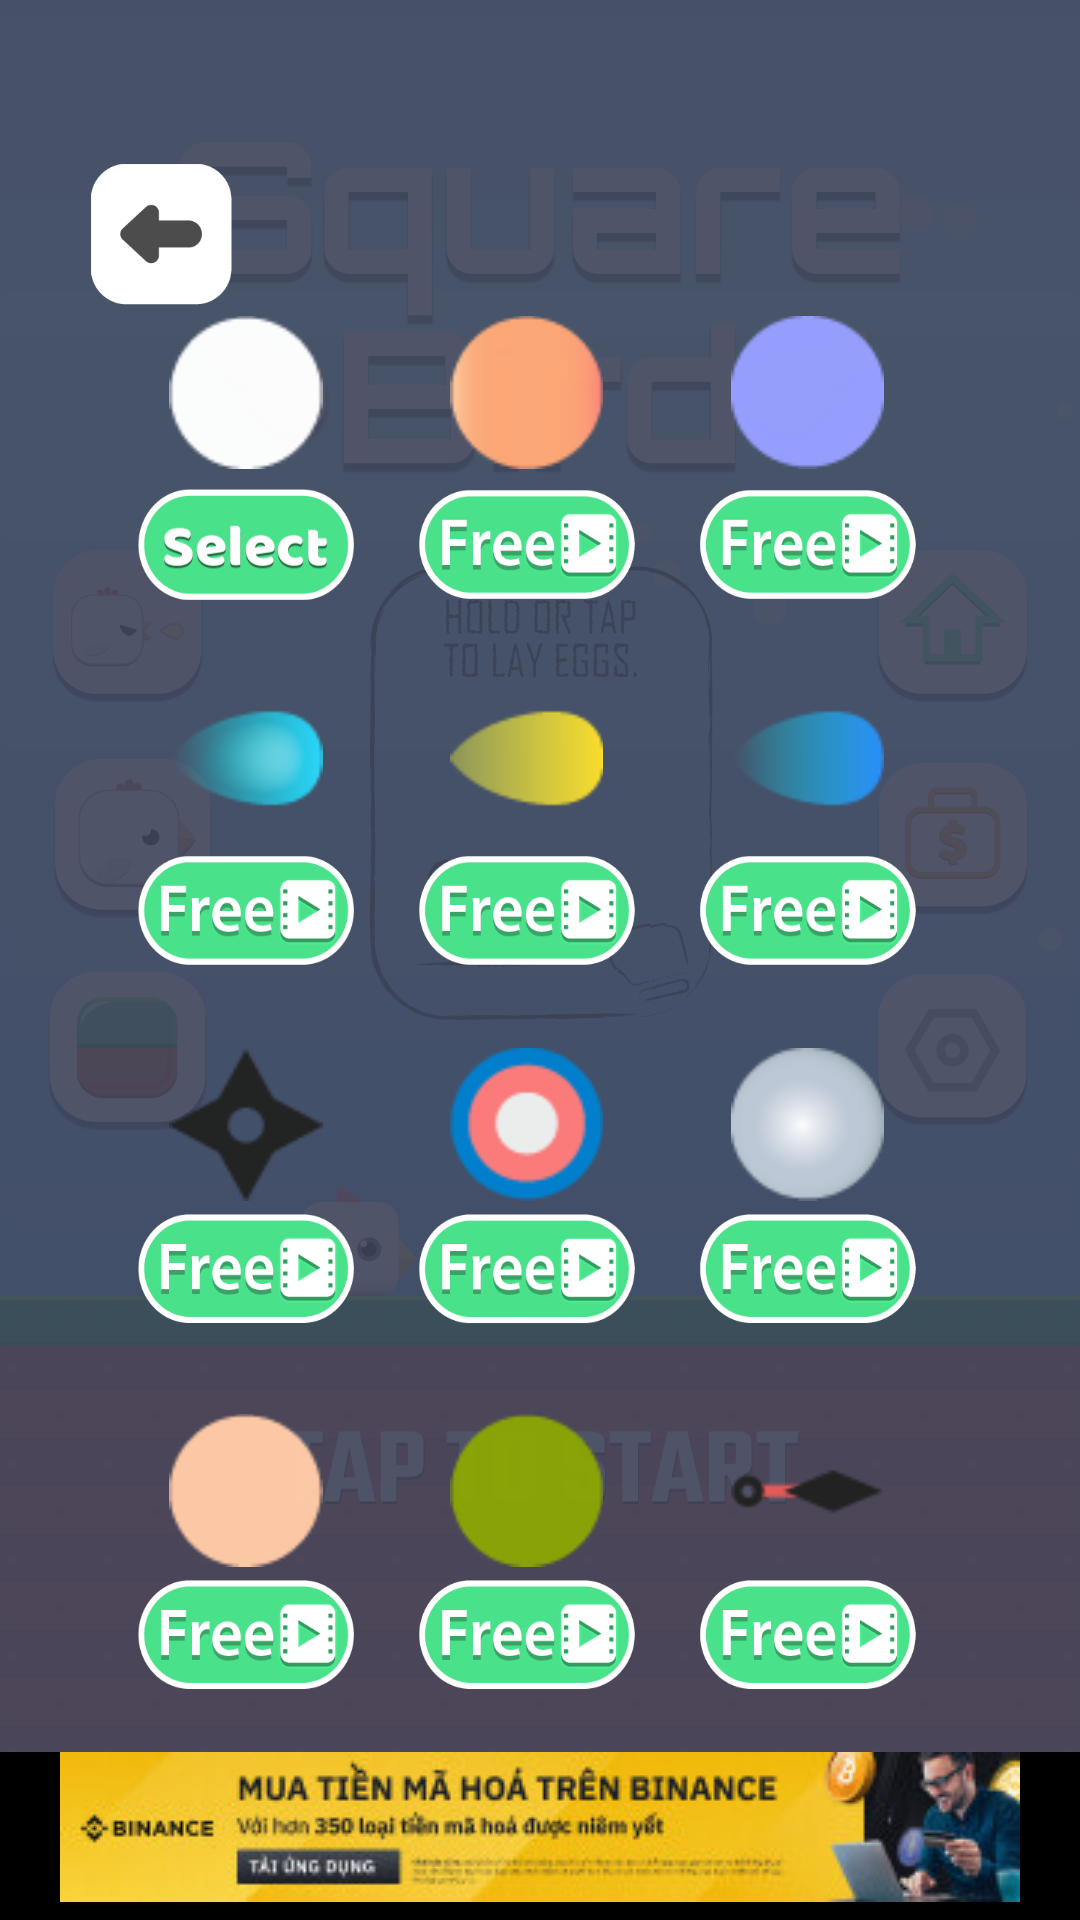 Square
Bird
Select
Free
Free
HOLD OR TAP
TO LAY EGGS.
Free
Free
Free
Free
Free
Free
TAP TO START
Free
Free
Free
MUA TIỀN MÃ HOÁ TRÊN BINANCE
BINANCE
Với hơn 350 loại tiền mã hoá được niêm yết
TẢI ỨNG DỤNG